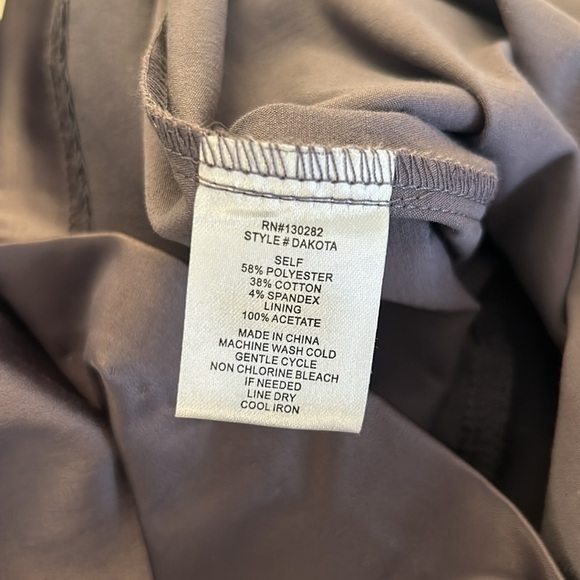 RN#130282
STYLE # DAKOTA
SELF
58% POLYESTER
38% COTTON
4% SPANDEX
LINING
100% ACETATE
MADE IN CHINA
MACHINE WASH COLD
GENTLE CYCLE
NON CHLORINE BLEACH
IF NEEDED
LINE DRY
COOL IRON